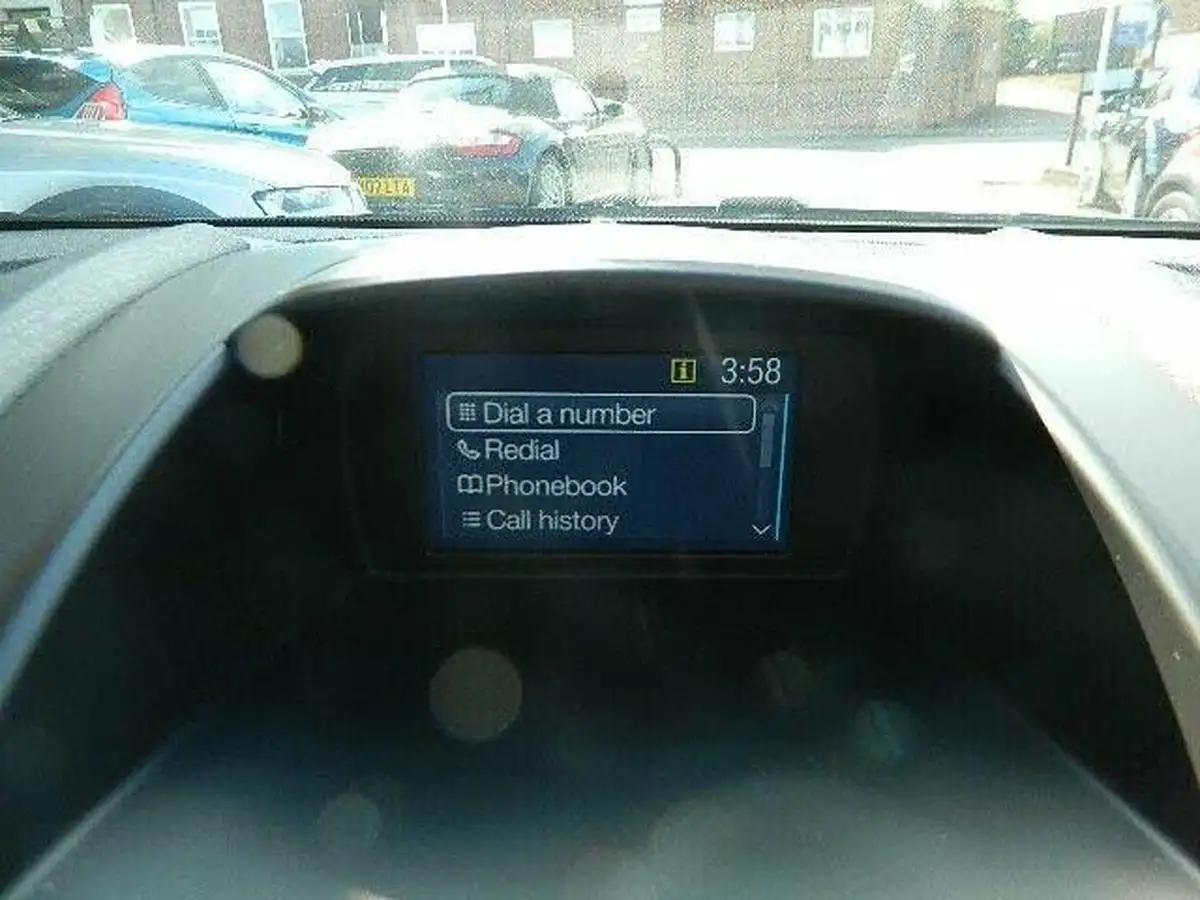 3:58
Dial a number
Redial
Phonebook
Call history